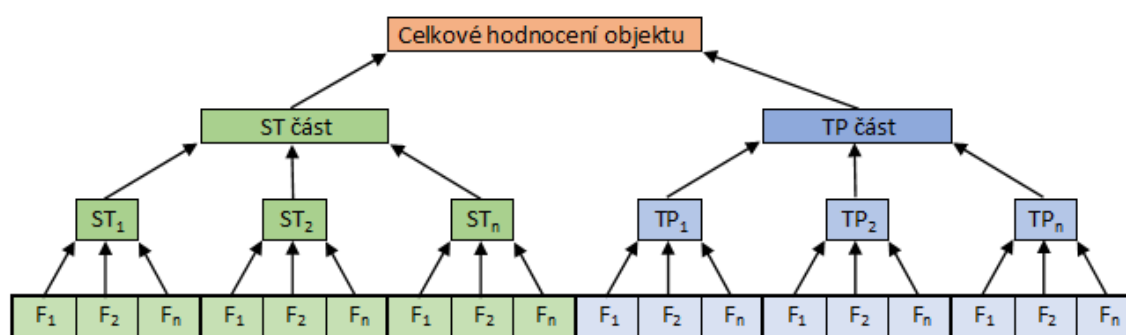 Celkové hodnocení objektu
ST část TP část
ST₁ ST₂ STₙ TP₁ TP₂ TPₙ
F₁ F₂ Fₙ F₁ F₂ Fₙ F₁ F₂ Fₙ F₁ F₂ Fₙ F₁ F₂ Fₙ F₁ F₂ Fₙ